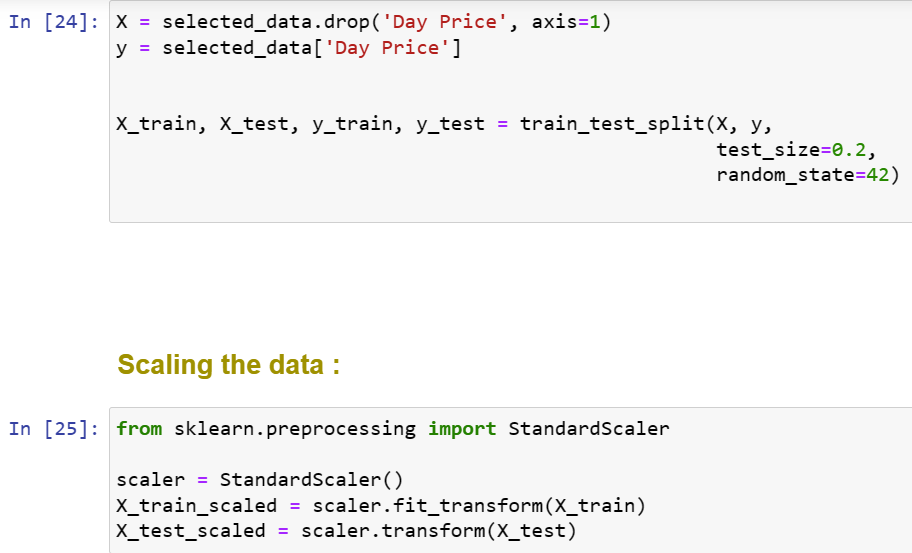 In [24]: X = selected_data.drop('Day Price', axis=1)
y = selected_data['Day Price']
X_train, X_test, y_train, y_test = train_test_split(X, y,
test_size=0.2,
random_state=42)
Scaling the data :
In [25]: from sklearn.preprocessing import StandardScaler
scaler = StandardScaler()
X_train_scaled = scaler.fit_transform(X_train)
X_test_scaled = scaler.transform(X_test)